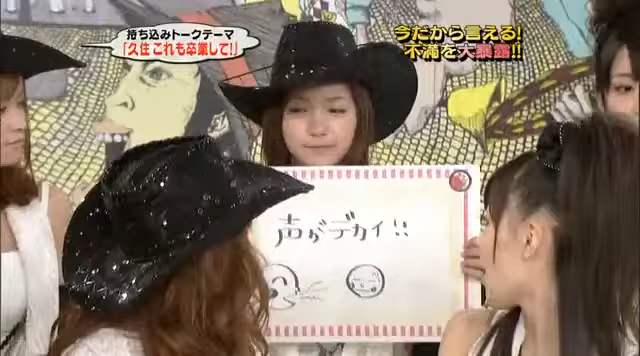 持ち込みトークテーマ
「久住 これも卒業して!」
今だから言える!
不満を大暴露!!
声がデカイ!!